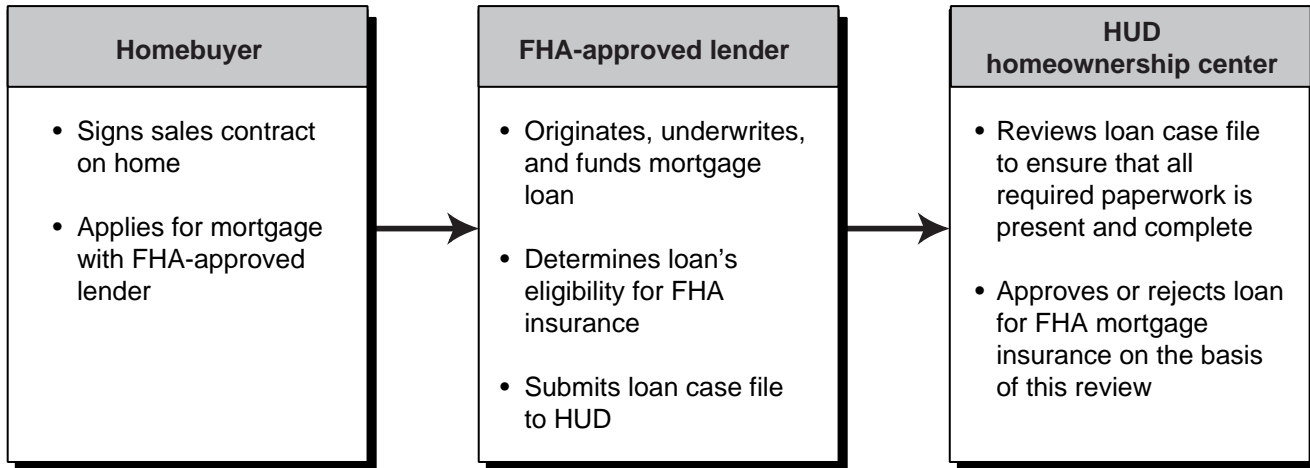 Homebuyer
• Signs sales contract
on home
• Applies for mortgage
with FHA-approved
lender
FHA-approved lender
• Originates, underwrites,
and funds mortgage
loan
• Determines loan's
eligibility for FHA
insurance
• Submits loan case file
to HUD
HUD
homeownership center
• Reviews loan case file
to ensure that all
required paperwork is
present and complete
• Approves or rejects loan
for FHA mortgage
insurance on the basis
of this review